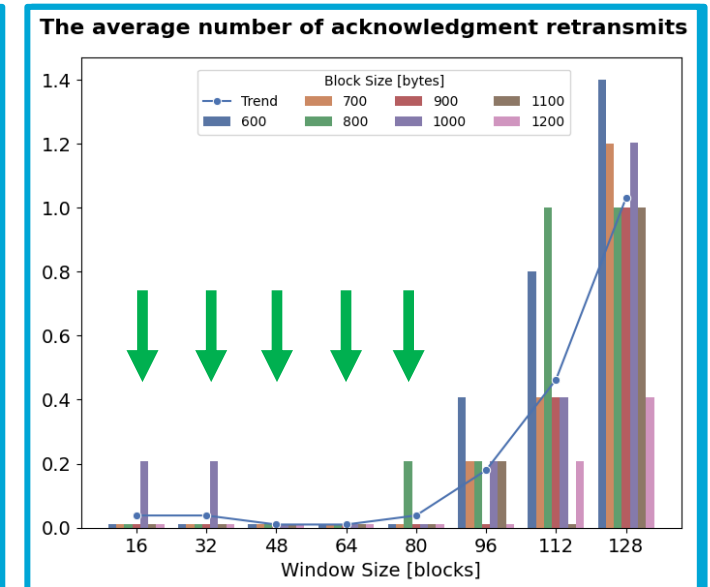 The average number of acknowledgment retransmits
Block Size [bytes]
Trend 700 900 1100
600 800 1000 1200
1.4
1.2
1.0
0.8
0.6
0.4
0.2
0.0
16 32 48 64 80 96 112 128
Window Size [blocks]